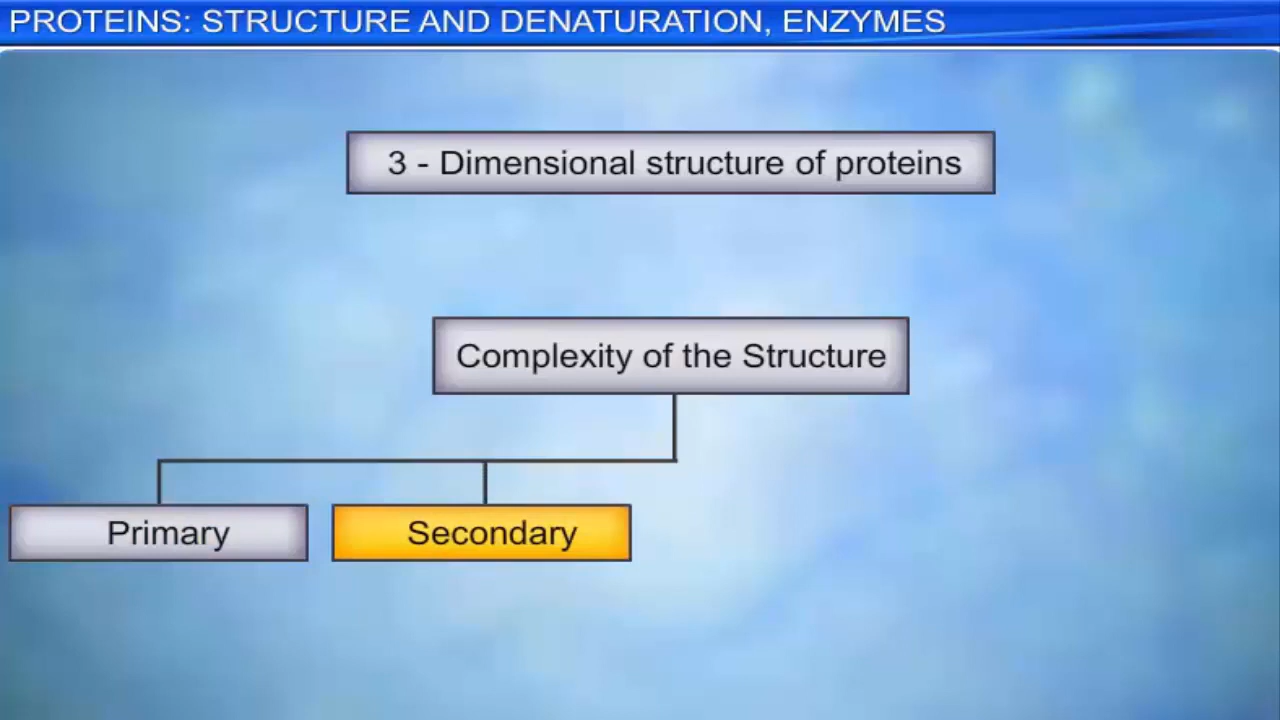 PROTEINS: STRUCTURE AND DENATURATION, ENZYMES
3 - Dimensional structure of proteins
Complexity of the Structure
Primary
Secondary